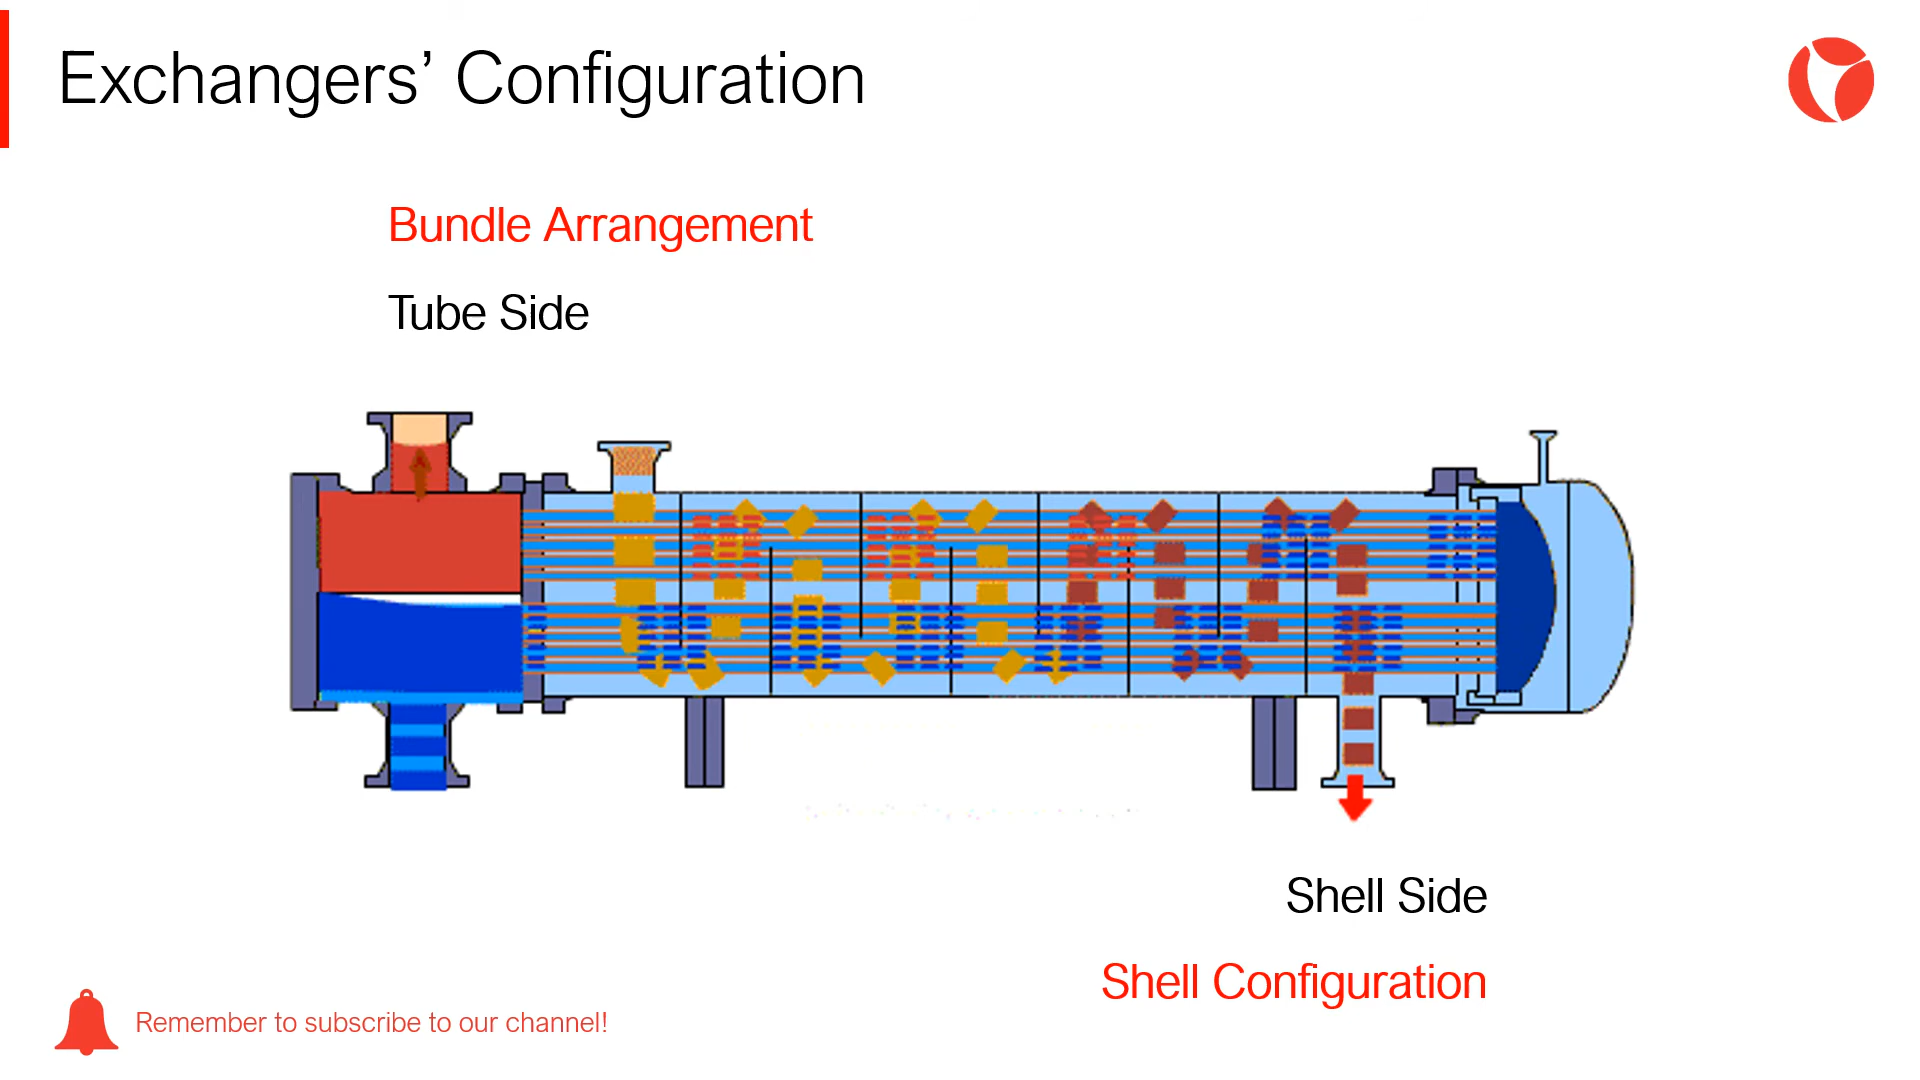 Exchangers’ Configuration
Bundle Arrangement
Tube Side
Shell Side
Shell Configuration
Remember to subscribe to our channel!